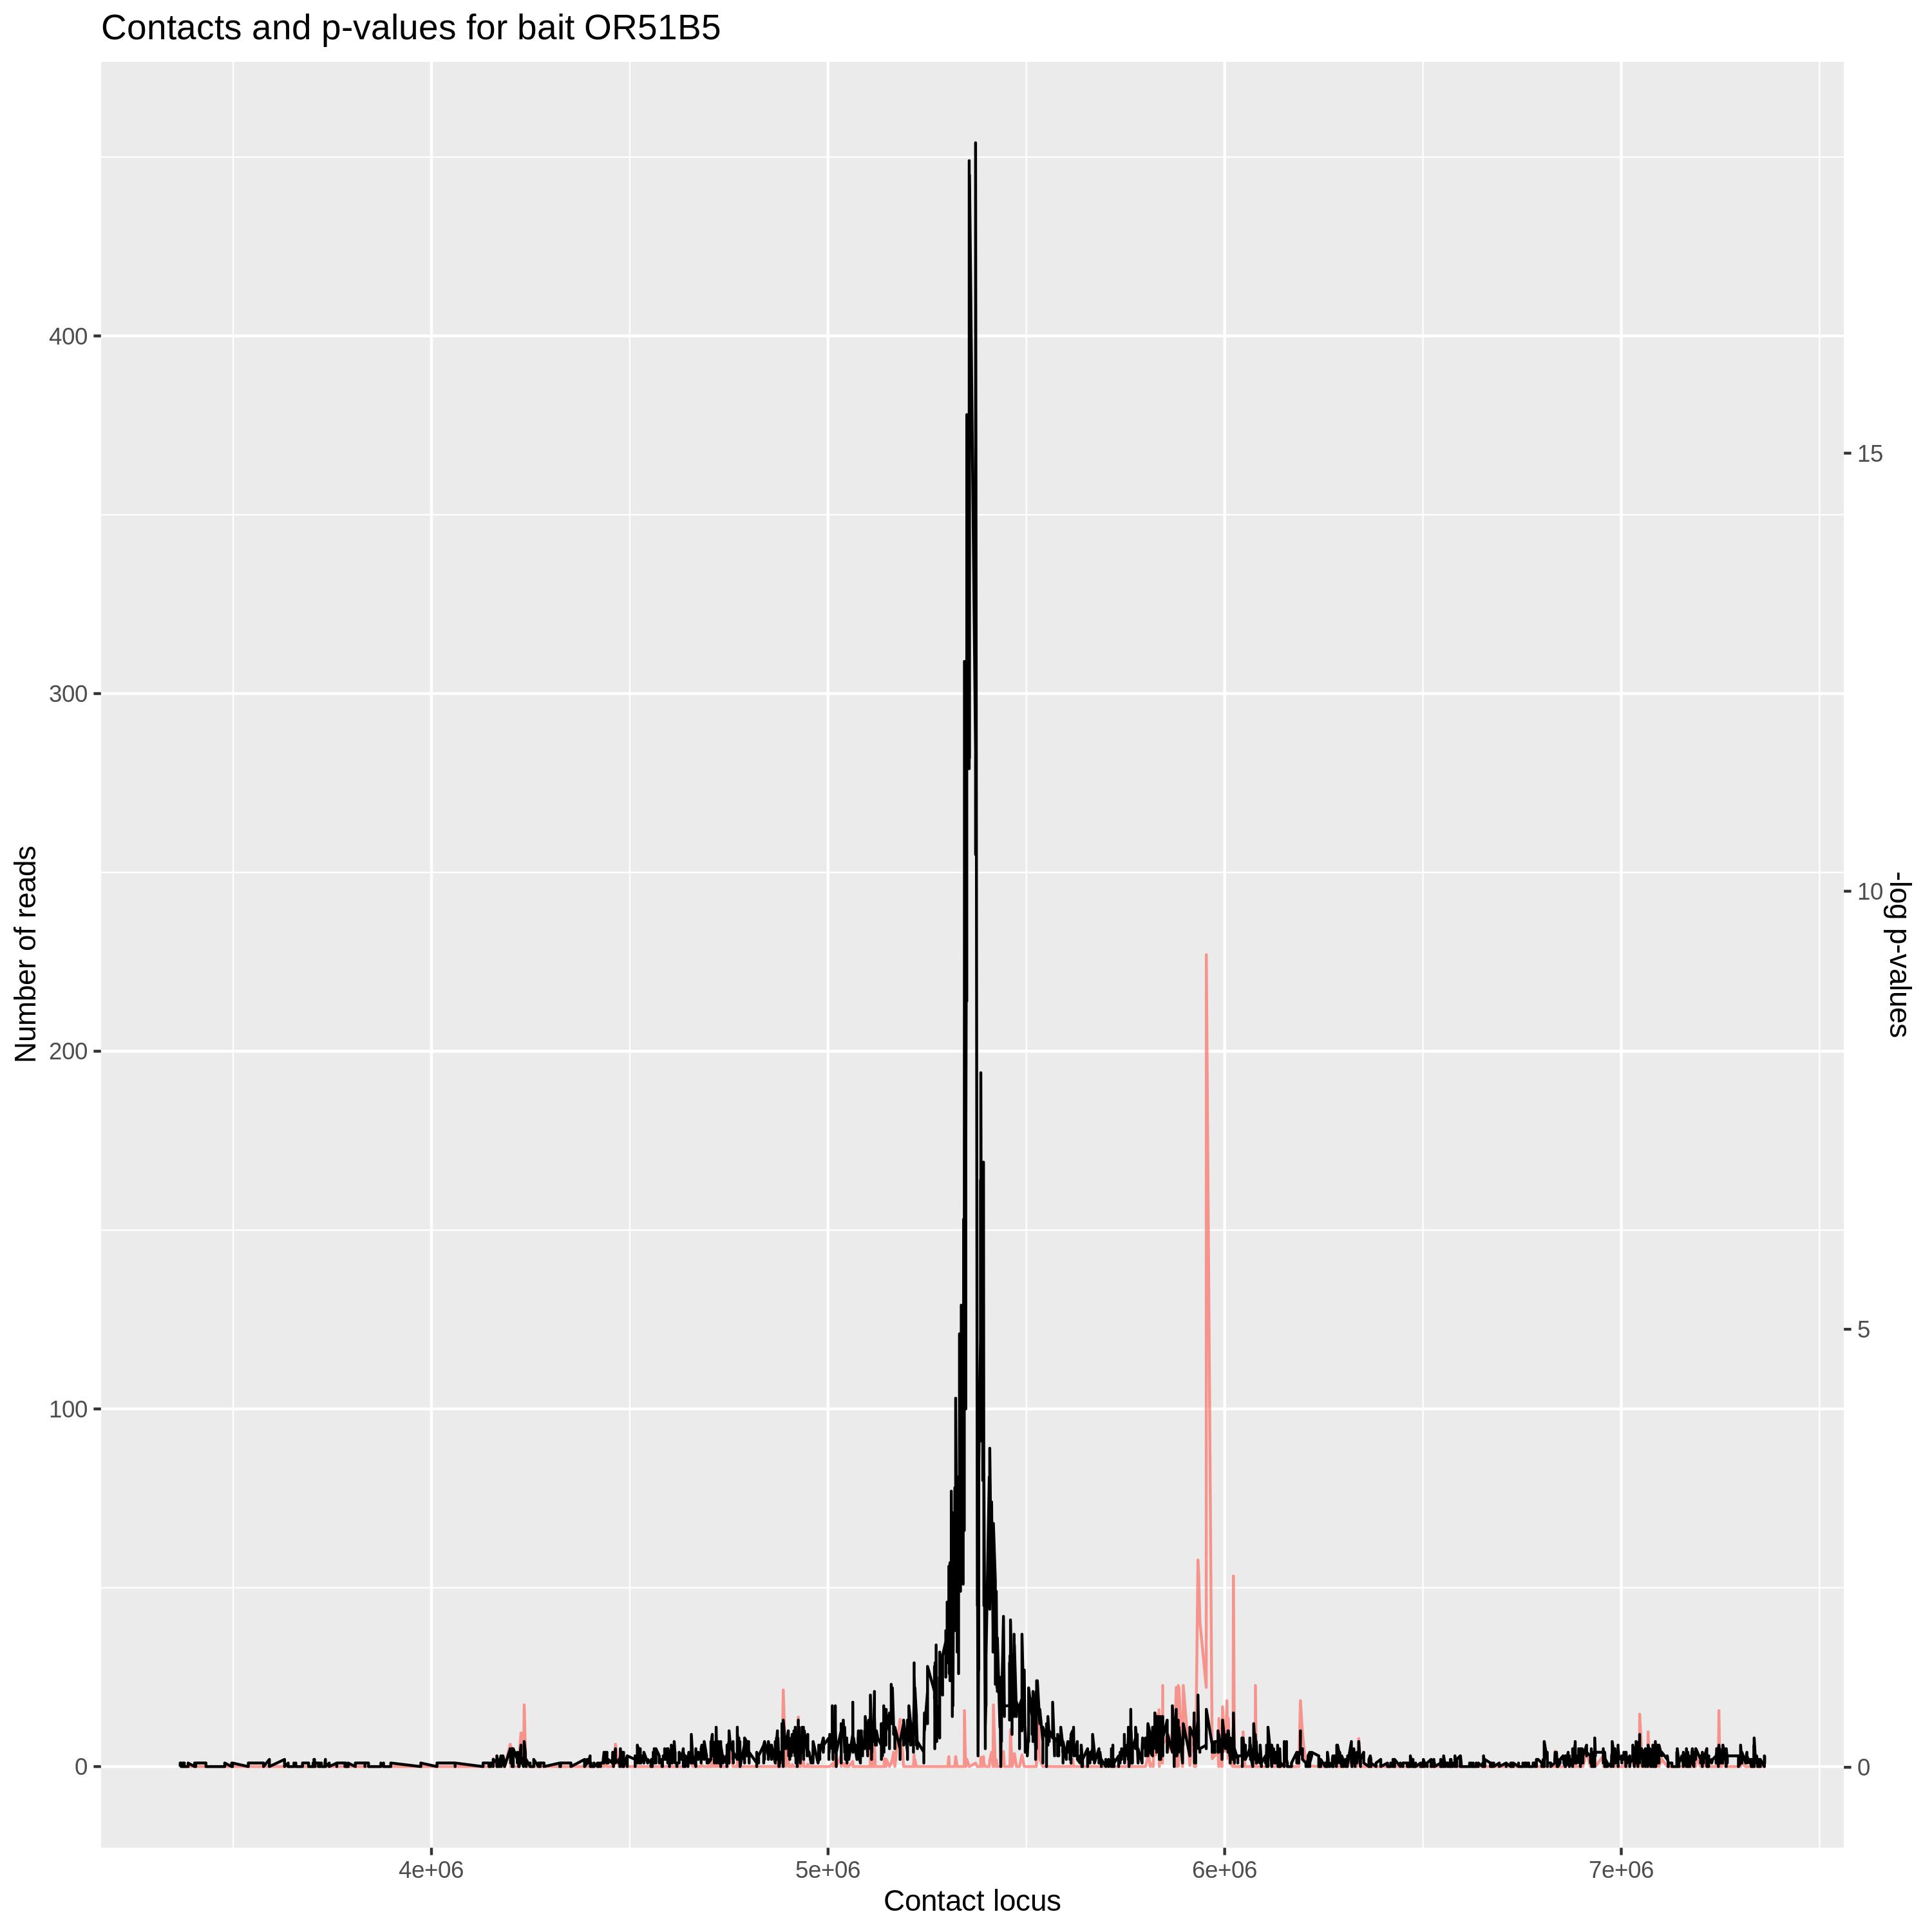 Contacts and p-values for bait OR51B5
Number of reads
400
300
200
100
0
15
10
5
0
-log p-values
4e+06
5e+06
6e+06
7e+06
Contact locus